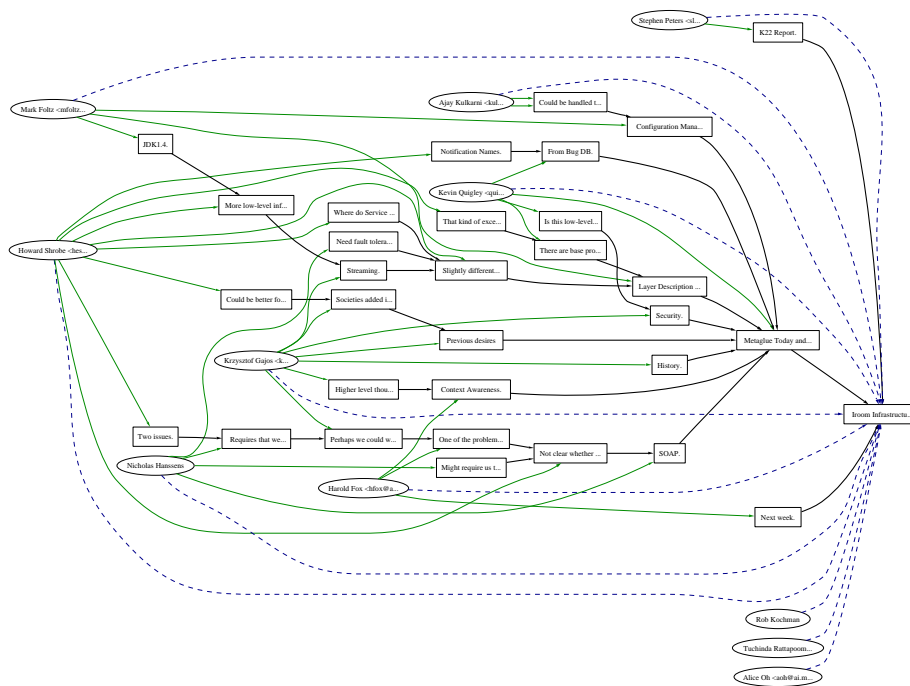 Stephen Peters <sl...
K22 Report.
Mark Foltz <mfoltz...
Ajay Kulkarni <kul...
Could be handled t...
Configuration Mana...
JDK1.4.
Notification Names.
From Bug DB.
Kevin Quigley <qui...
More low-level inf...
Where do Service ...
That kind of exce...
Is this low-level...
Howard Shrobe <hes...
Need fault tolera...
There are base pro...
Streaming.
Slightly different...
Layer Description ...
Could be better fo...
Societies added i...
Security.
Previous desires
Metaglue Today and...
Krzysztof Gajos <k...
History.
Higher level thou...
Context Awareness.
Iroom Infrastructu...
Two issues.
Requires that we...
Perhaps we could w...
One of the problem...
Not clear whether ...
SOAP.
Nicholas Hanssens
Might require us t...
Harold Fox <hfox@a...
Next week.
Rob Kochman
Tuchinda Rattapoom...
Alice Oh <aoh@ai.m...